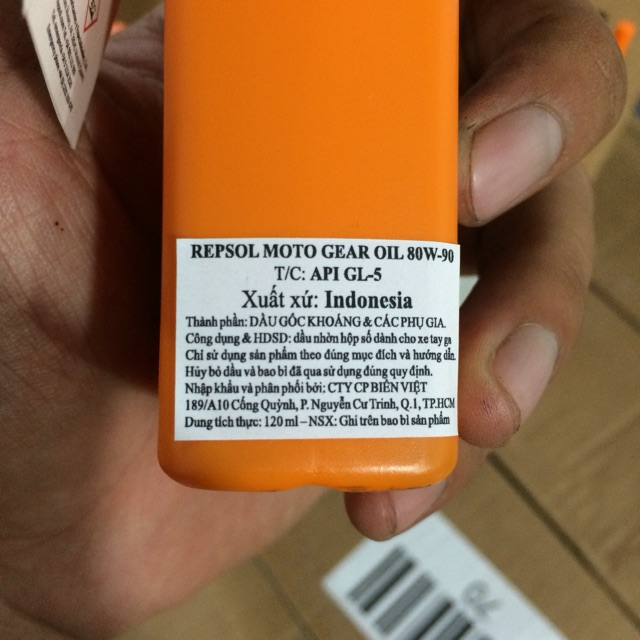 REPSOL MOTO GEAR OIL 80W-90
T/C: API GL-5
Xuất xứ: Indonesia
Thành phần: DẦU GỐC KHOÁNG & CÁC PHỤ GIA.
Công dụng & HDSD: dầu nhờn hộp số dành cho xe tay ga
Chỉ sử dụng sản phẩm theo đúng mục đích và hướng dẫn.
Hủy bỏ dầu và bao bì đã qua sử dụng đúng quy định.
Nhập khẩu và phân phối bởi: CTY CP BIỂN VIỆT
189/A10 Cống Quỳnh, P. Nguyễn Cư Trinh, Q.1, TP.HCM
Dung tích thực: 120 ml – NSX: Ghi trên bao bì sản phẩm